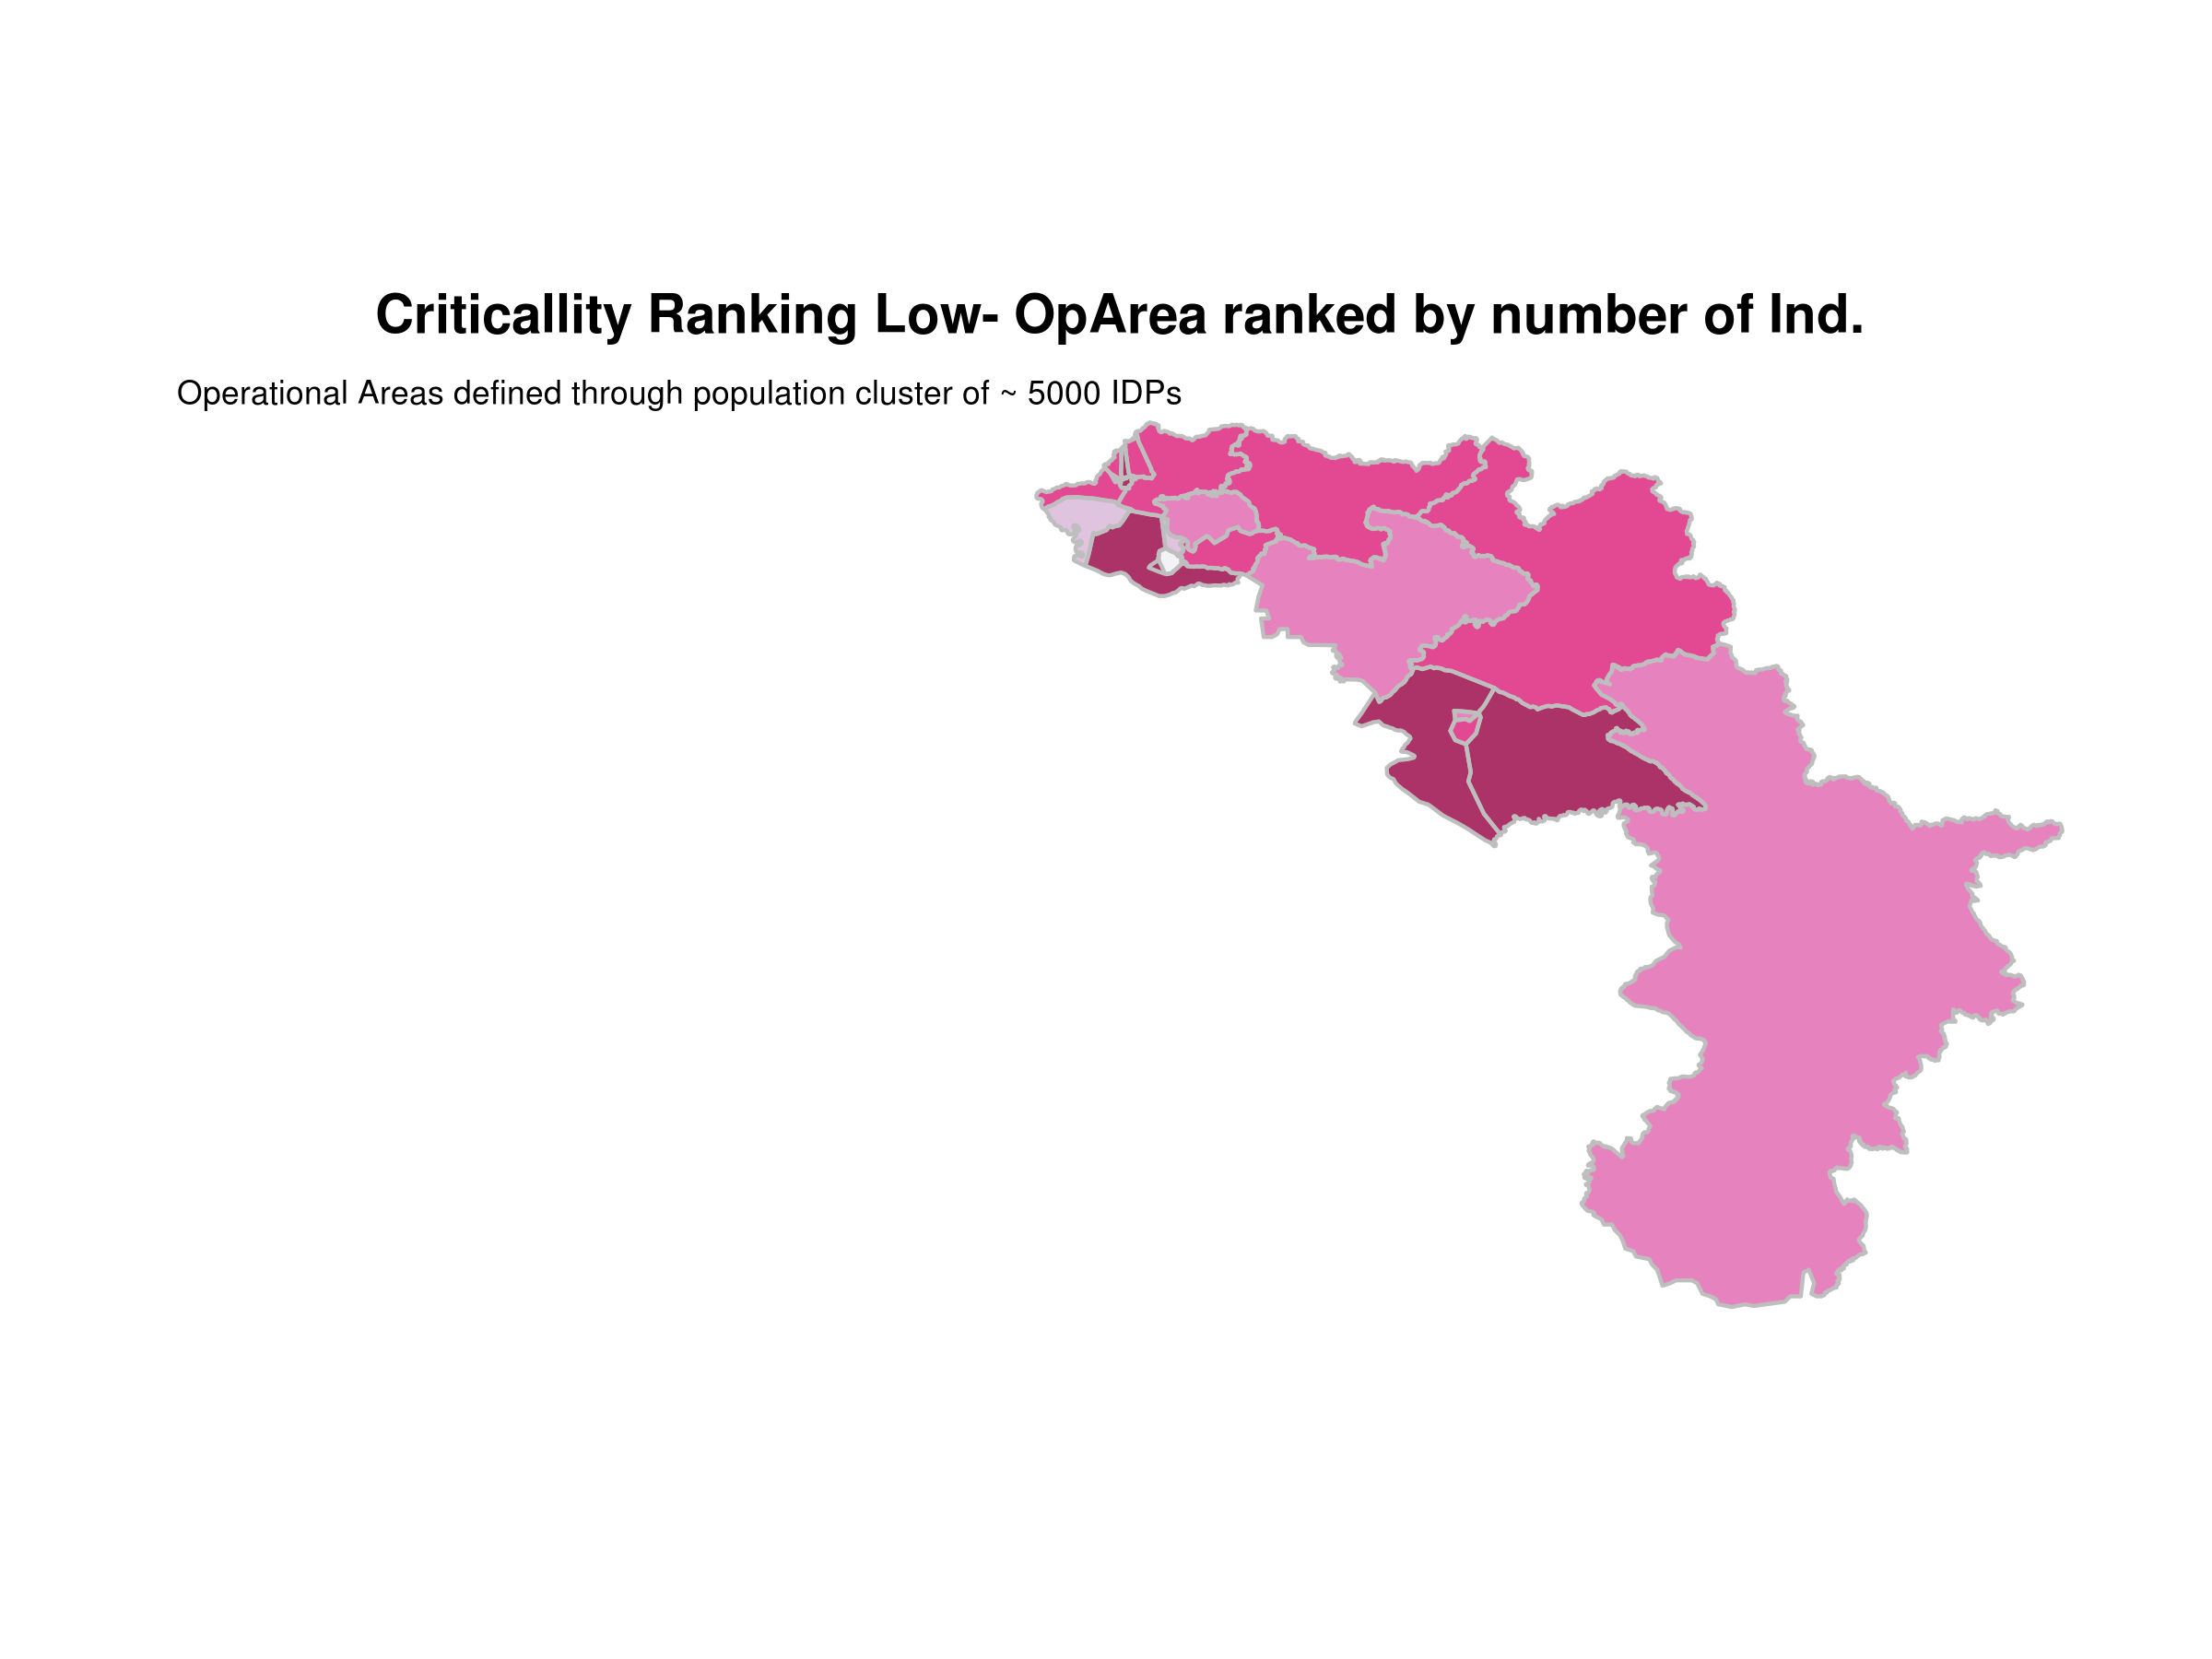 Criticallity Ranking Low- OpArea ranked by number of Ind.
Operational Areas defined through population cluster of ~ 5000 IDPs